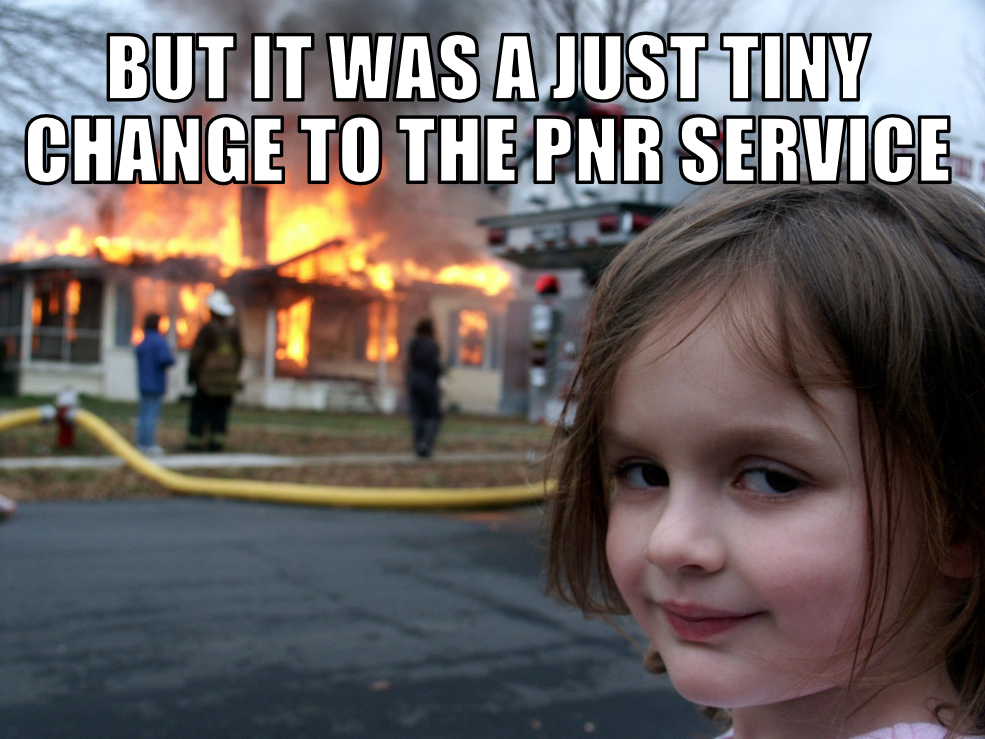 BUT IT WAS A JUST TINY
CHANGE TO THE PNR SERVICE